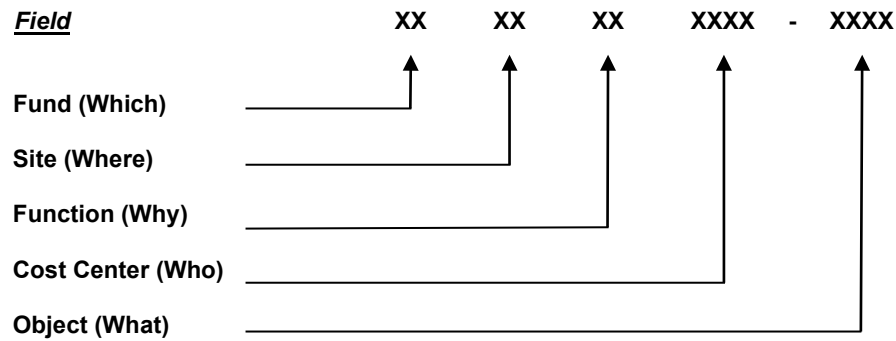 Field XX XX XX XXXX - XXXX
Fund (Which)
Site (Where)
Function (Why)
Cost Center (Who)
Object (What)